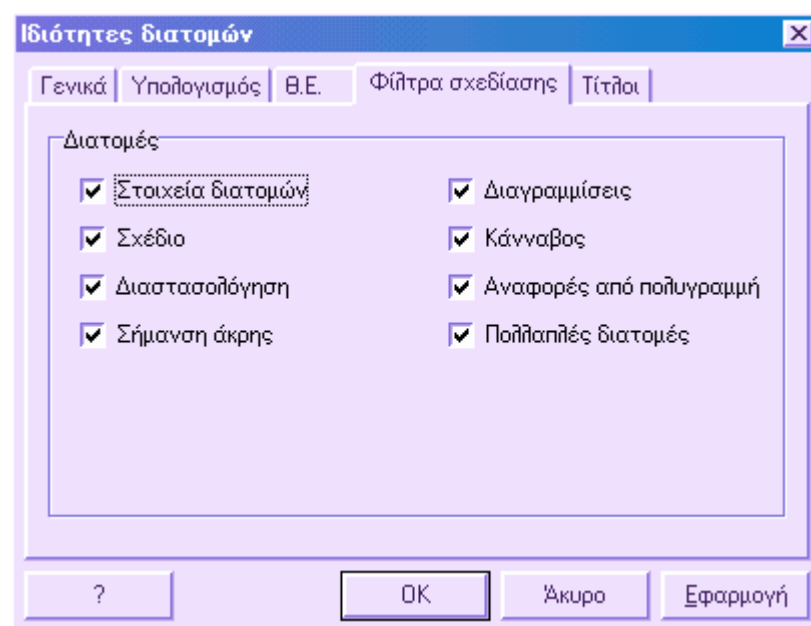 Ιδιότητες διατομών
Γενικά Υπολογισμός Θ.Ε. Φίλτρα σχεδίασης Τίτλοι
Διατομές
Στοιχεία διατομών Διαγραμμίσεις
Σχέδιο Κάνναβος
Διαστασολόγηση Αναφορές από πολυγραμμή
Σήμανση άκρης Πολλαπλές διατομές
? OK Άκυρο Εφαρμογή